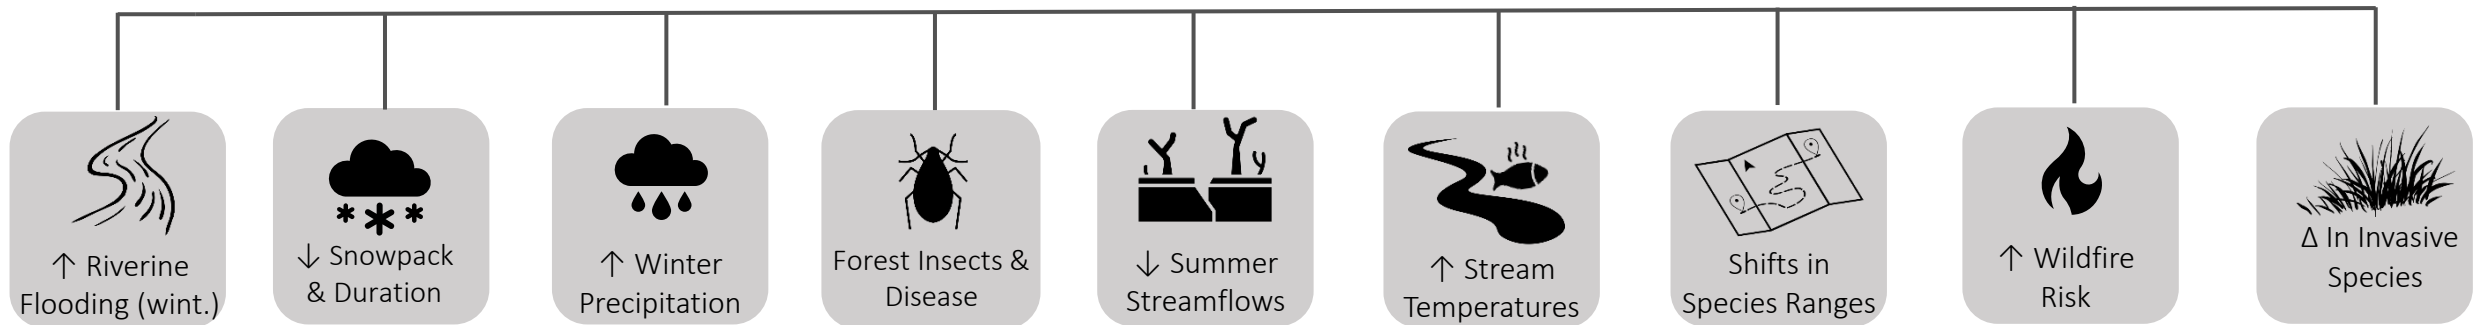 ↑ Riverine
Flooding (wint.)
↓ Snowpack
& Duration
↑ Winter
Precipitation
Forest Insects &
Disease
↓ Summer
Streamflows
↑ Stream
Temperatures
Shifts in
Species Ranges
↑ Wildfire
Risk
Δ In Invasive
Species